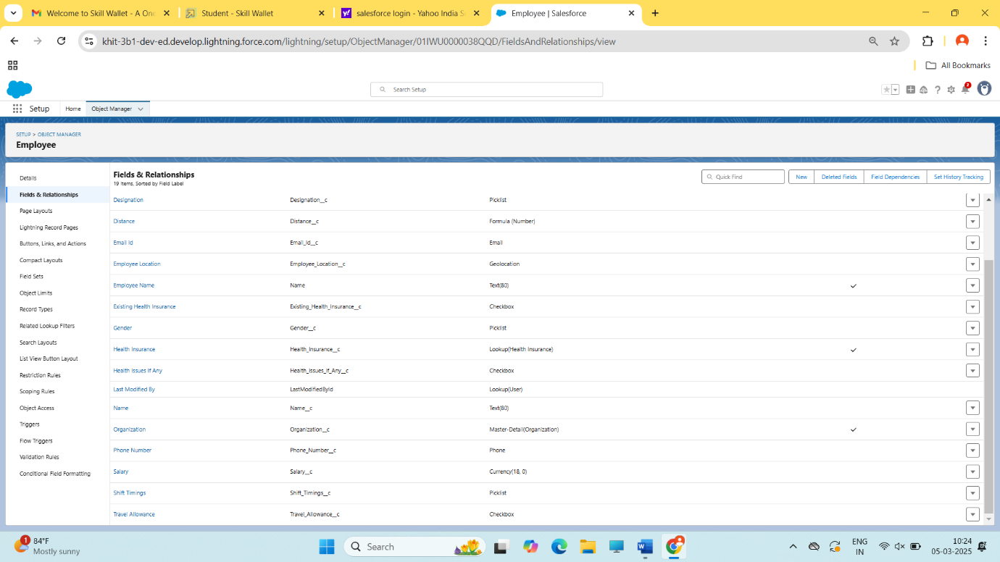 Welcome to Skill Wallet - A One
Student - Skill Wallet
salesforce login - Yahoo India S
Employee | Salesforce
khit-3b1-dev-ed.develop.lightning.force.com/lightning/setup/ObjectManager/01IWU0000038QQD/FieldsAndRelationships/view
All Bookmarks
Search Setup
2
Setup
Home
Object Manager
SETUP > OBJECT MANAGER
Employee
Details
Fields & Relationships
Page Layouts
Lightning Record Pages
Buttons, Links, and Actions
Compact Layouts
Field Sets
Object Limits
Record Types
Related Lookup Filters
Search Layouts
List View Button Layout
Restriction Rules
Scoping Rules
Object Access
Triggers
Flow Triggers
Validation Rules
Conditional Field Formatting
Fields & Relationships
19 Items, Sorted by Field Label
Quick Find
New
Deleted Fields
Field Dependencies
Set History Tracking
Designation Designation__c Picklist
Distance Distance__c Formula (Number)
Email Id Email_Id__c Email
Employee Location Employee_Location__c Geolocation
Employee Name Name Text(80)
Existing Health Insurance Existing_Health_Insurance__c Checkbox
Gender Gender__c Picklist
Health Insurance Health_Insurance__c Lookup(Health Insurance)
Health Issues If Any Health_Issues_If_Any__c Checkbox
Last Modified By LastModifiedById Lookup(User)
Name Name__c Text(80)
Organization Organization__c Master-Detail(Organization)
Phone Number Phone_Number__c Phone
Salary Salary__c Currency(18, 0)
Shift Timings Shift_Timings__c Picklist
Travel Allowance Travel_Allowance__c Checkbox
1
84°F
Mostly sunny
Search
ENG
IN
10:24
05-03-2025